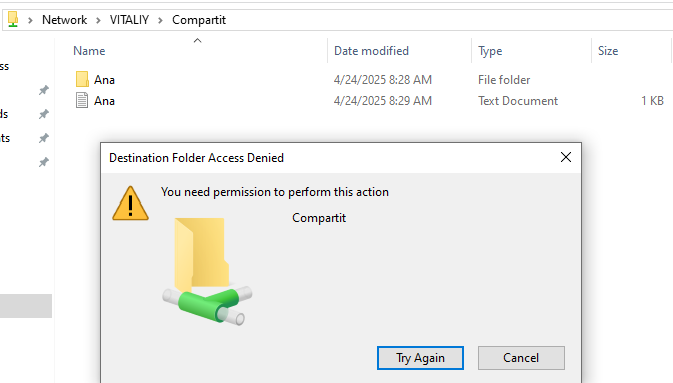 Network > VITALIY > Compartit
Name Date modified Type Size
ss
Ana 4/24/2025 8:28 AM File folder
Ana 4/24/2025 8:29 AM Text Document 1 KB
ds
ts
Destination Folder Access Denied
You need permission to perform this action
Compartit
Try Again Cancel